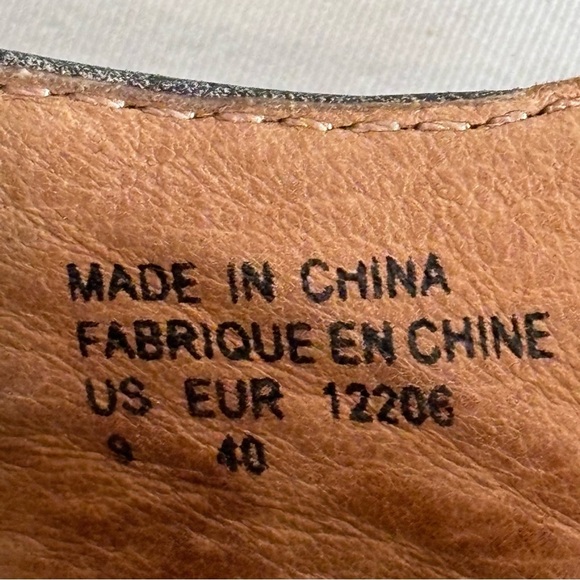 MADE IN CHINA
FABRIQUE EN CHINE
US EUR 12206
9 40